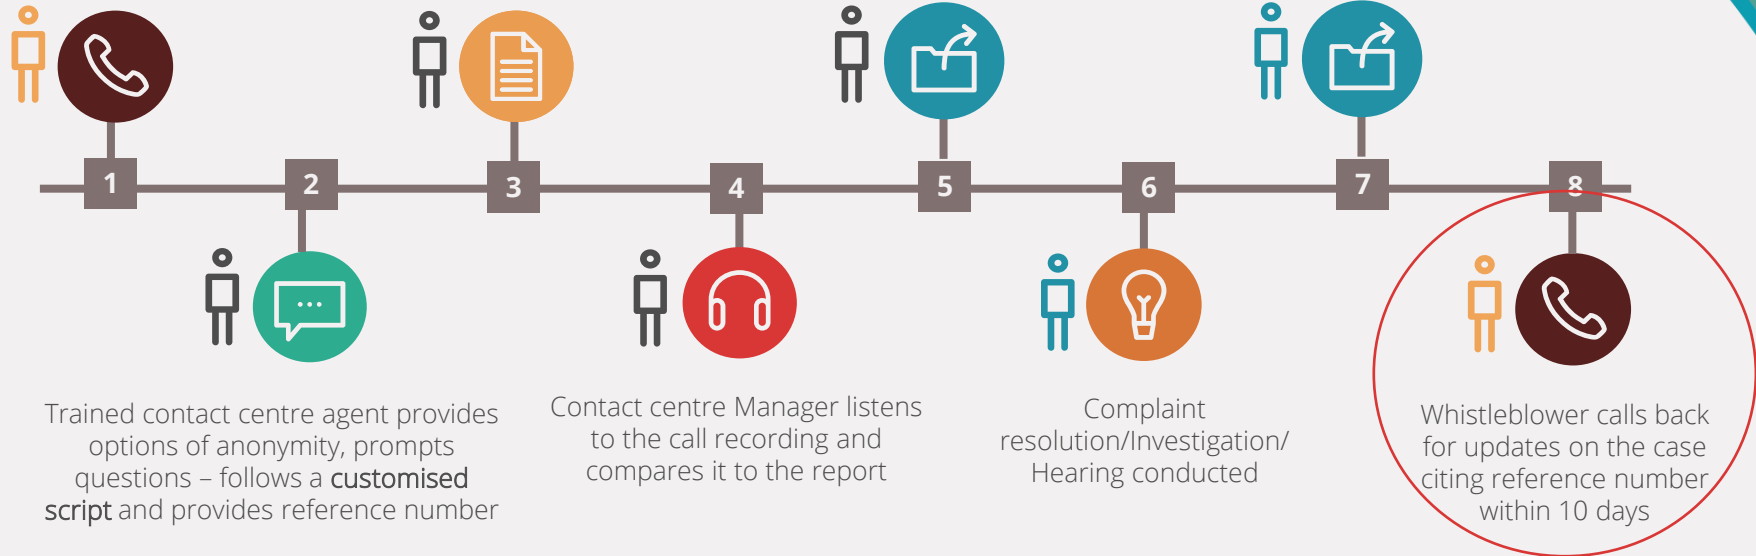 1
2
3
4
5
6
7
8
Trained contact centre agent provides
options of anonymity, prompts
questions – follows a customised
script and provides reference number
Contact centre Manager listens
to the call recording and
compares it to the report
Complaint
resolution/Investigation/
Hearing conducted
Whistleblower calls back
for updates on the case
citing reference number
within 10 days